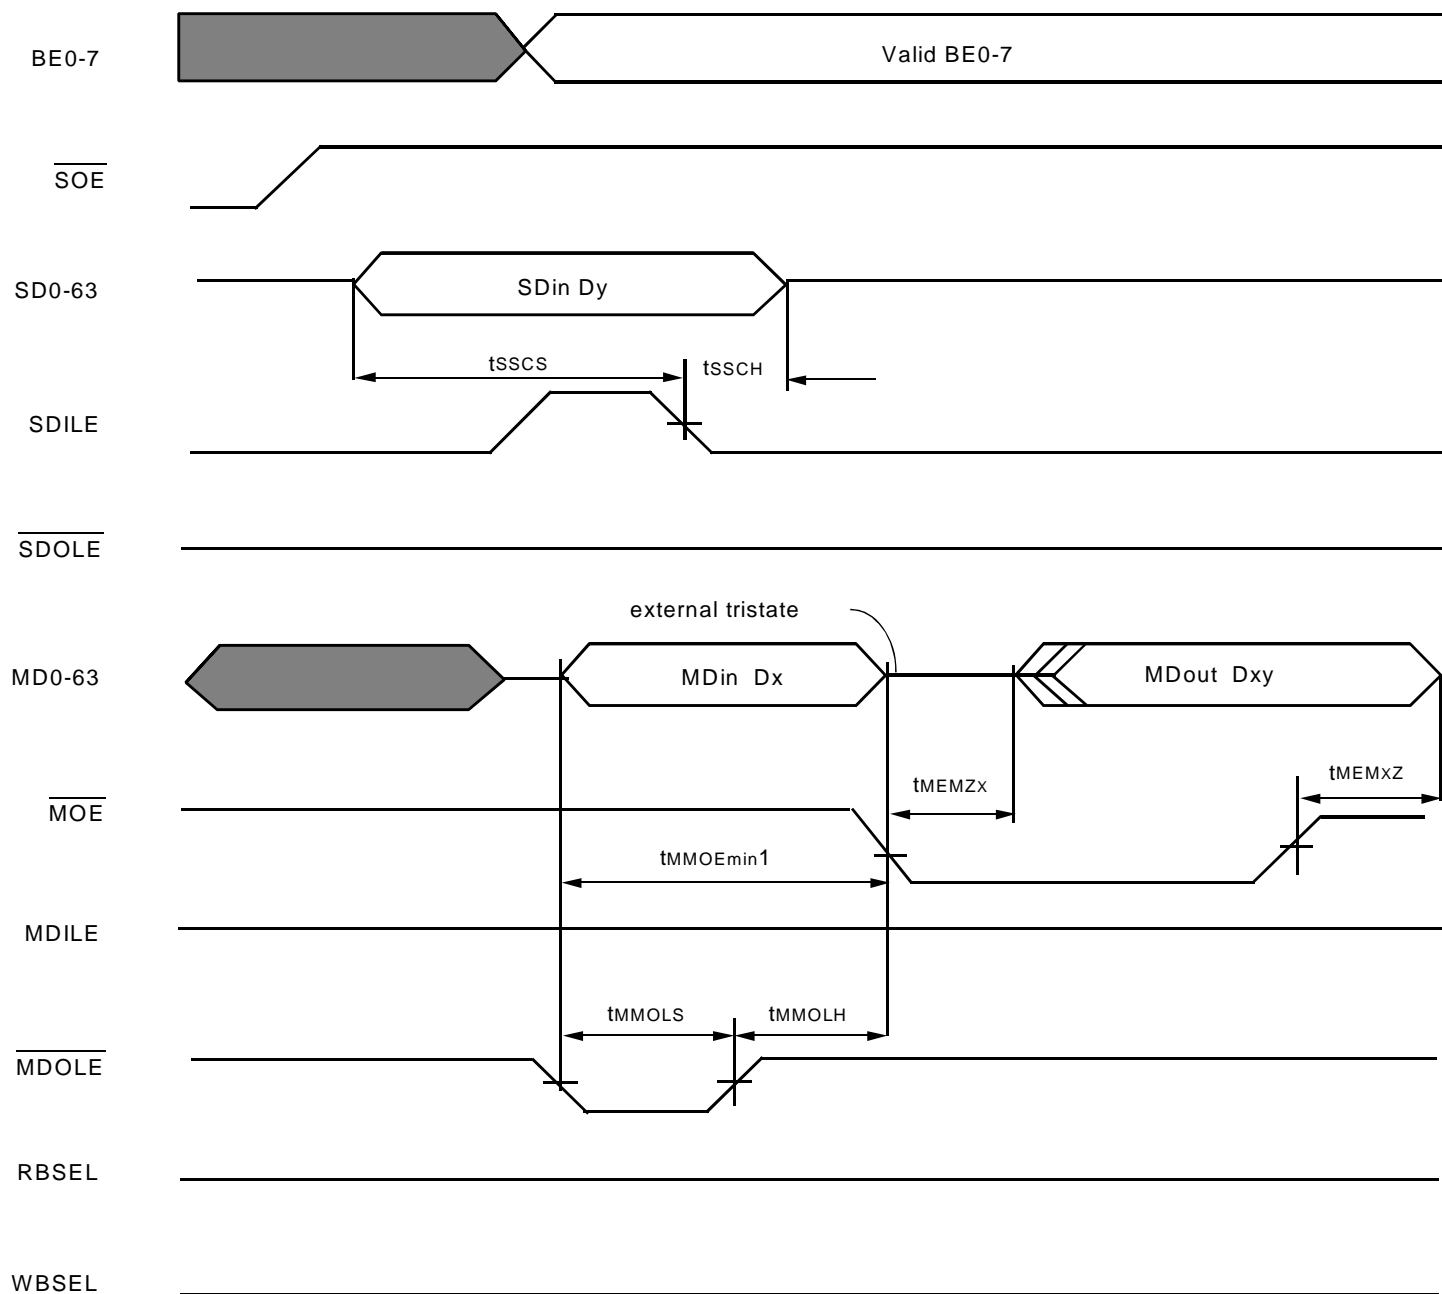 BE0-7
Valid BE0-7
SOE
SD0-63
SDin Dy
tSSCS
tSSCH
SDILE
SDOLE
external tristate
MD0-63
MDin Dx
MDout Dxy
tMEMZX
tMEMXZ
MOE
tMMOEmin1
MDILE
tMMOLS
tMMOLH
MDOLE
RBSEL
WBSEL